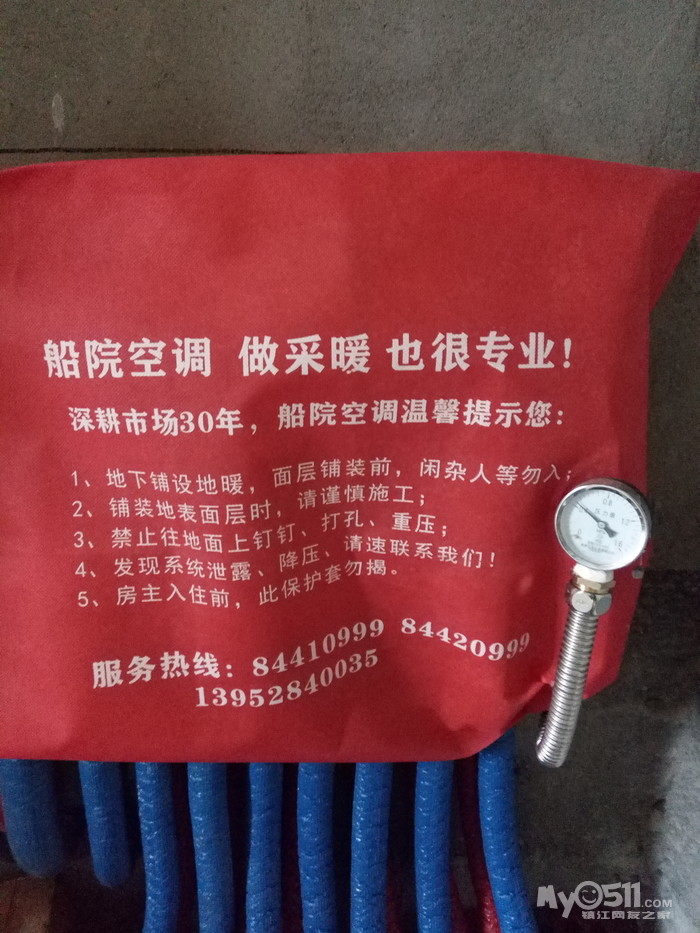 船院空调 做采暖 也很专业!
深耕市场30年，船院空调温馨提示您:
1、地下铺设地暖，面层铺装前，闲杂人等勿入;
2、铺装地表面层时，请谨慎施工;
3、禁止往地面上钉钉、打孔、重压;
4、发现系统泄露、降压、请速联系我们!
5、房主入住前，此保护套勿揭。
服务热线: 84410999 84420999
13952840035
My0511.com
镇江网友之家